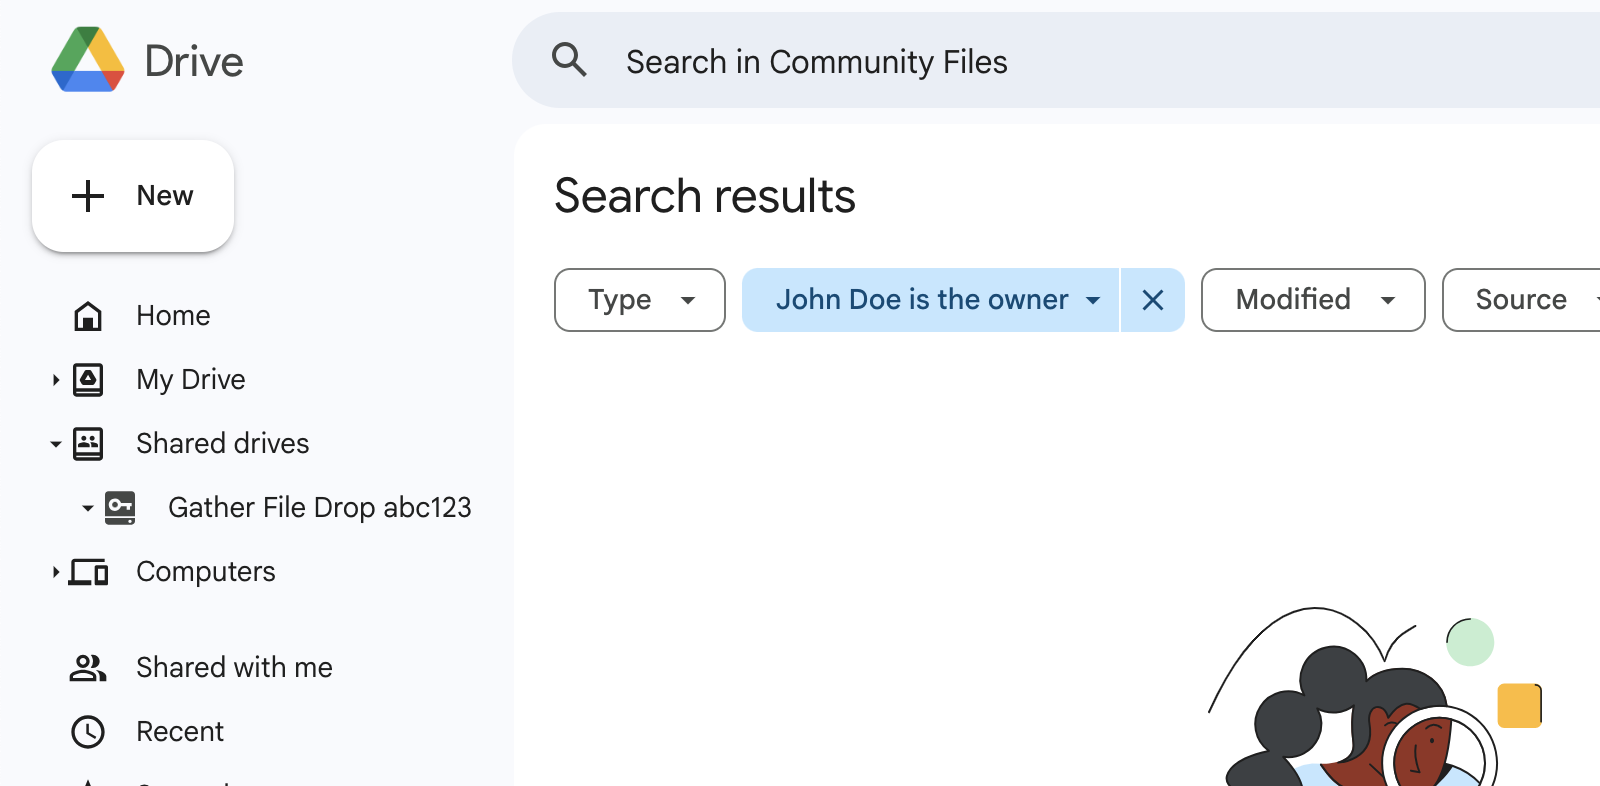 Drive
Search in Community Files
New
Search results
Type
John Doe is the owner
Modified
Source
Home
My Drive
Shared drives
Gather File Drop abc123
Computers
Shared with me
Recent